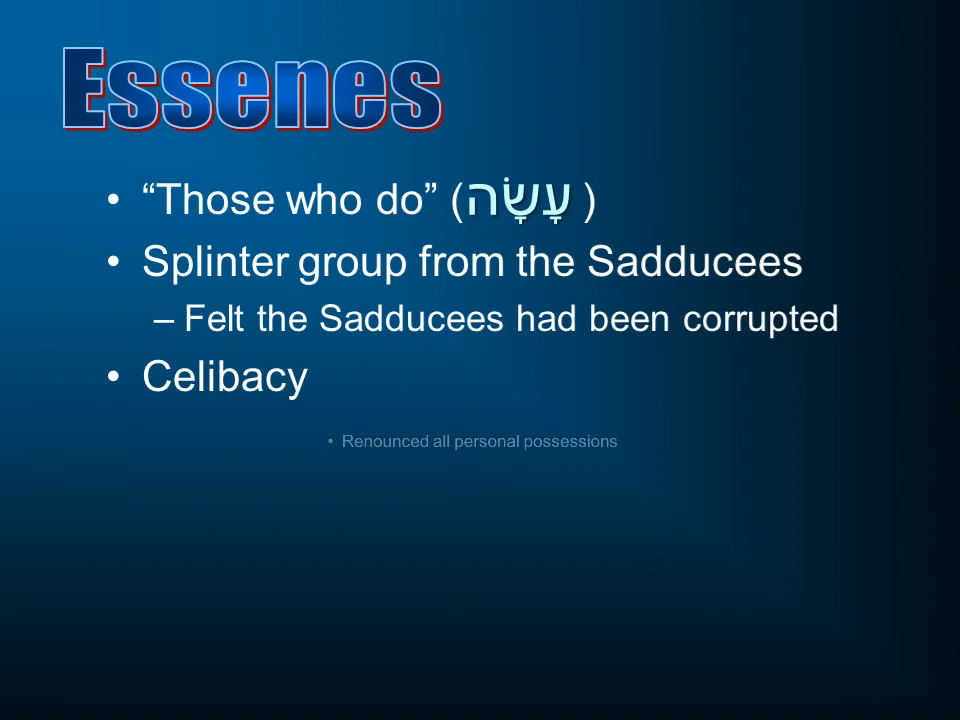 Essenes
• “Those who do” (עָשָׂה )
• Splinter group from the Sadducees
– Felt the Sadducees had been corrupted
• Celibacy
• Renounced all personal possessions